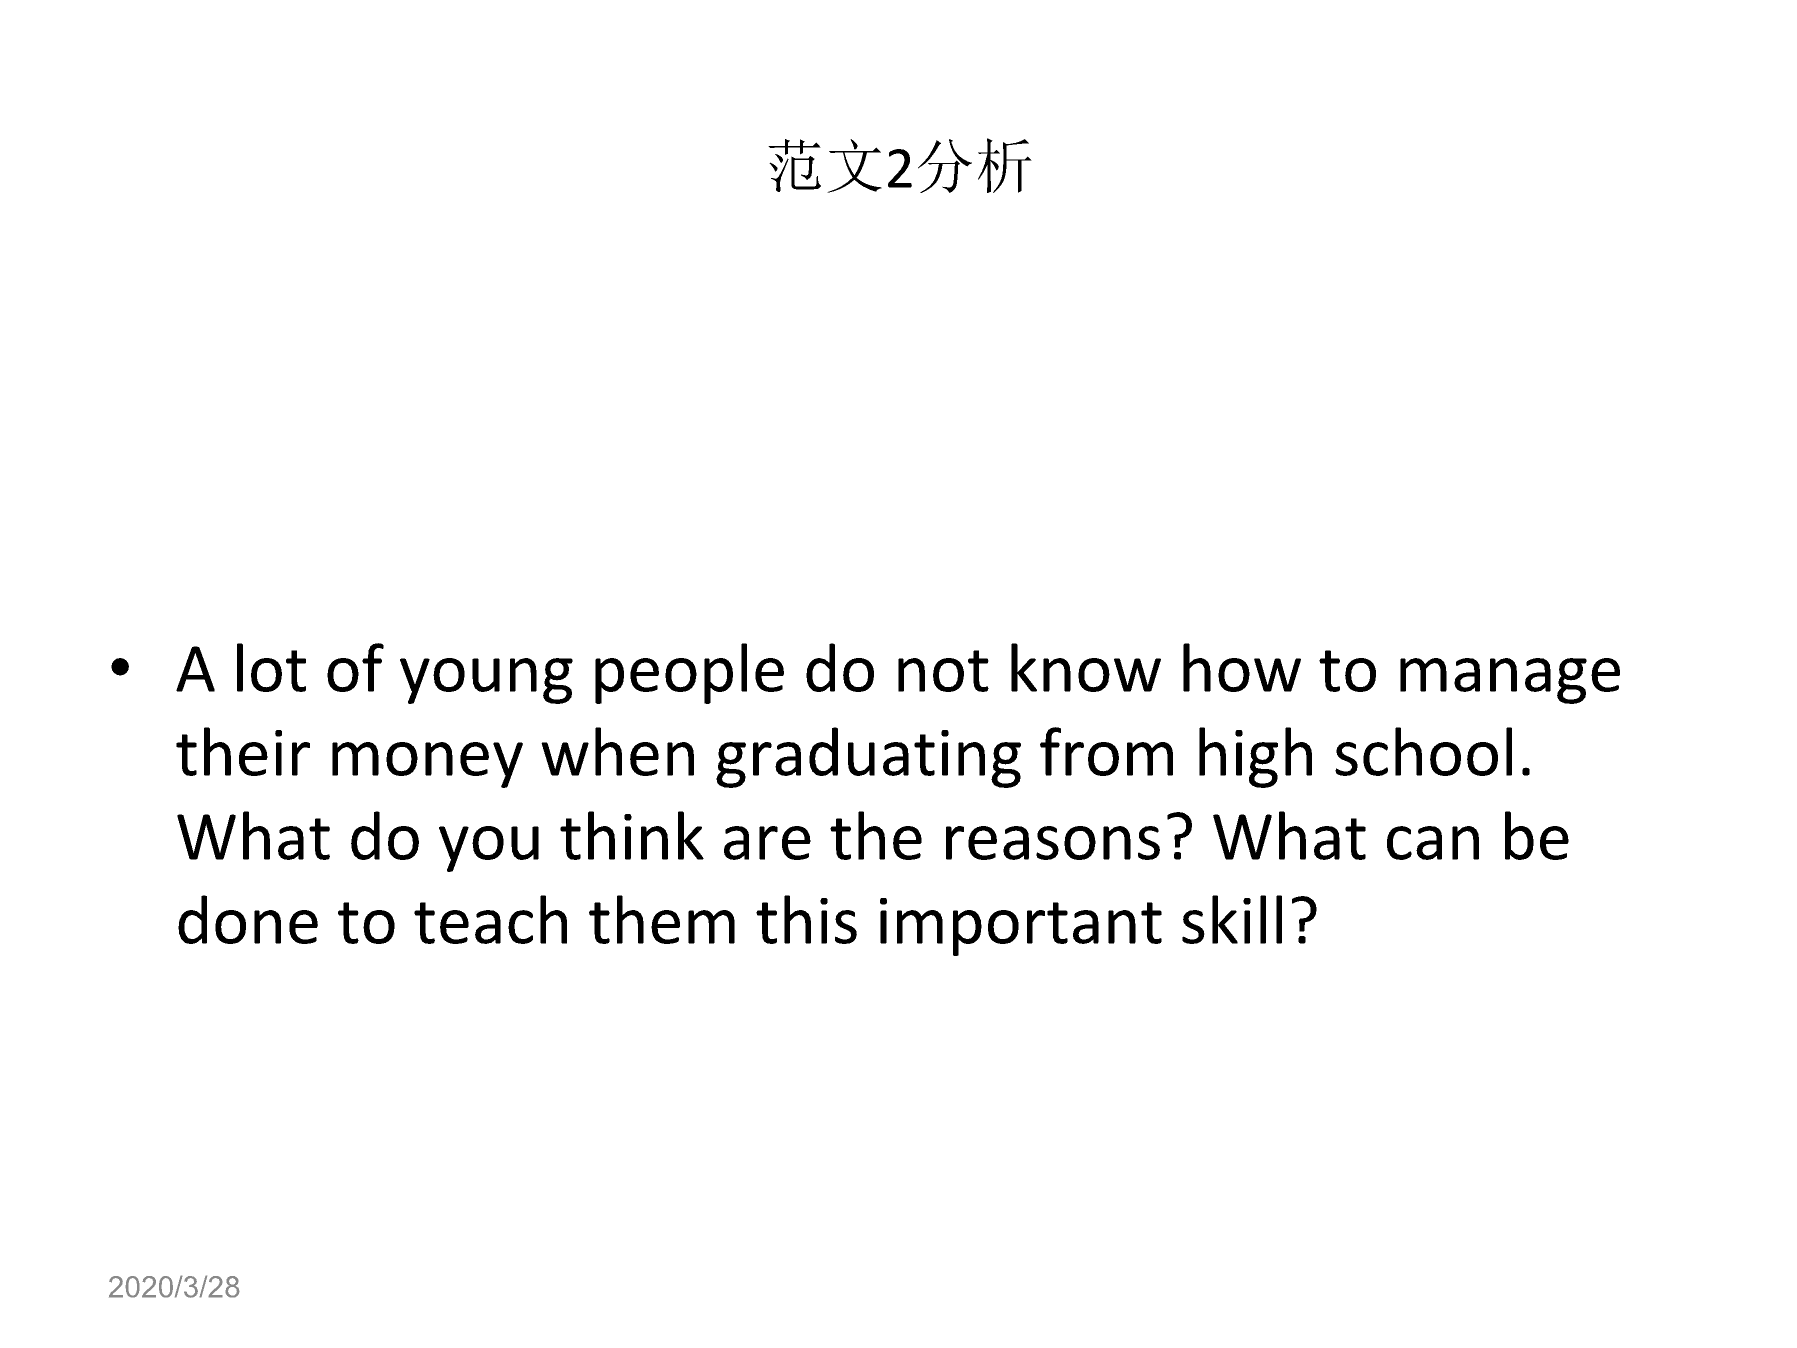 范文2分析
• A lot of young people do not know how to manage
their money when graduating from high school.
What do you think are the reasons? What can be
done to teach them this important skill?
2020/3/28